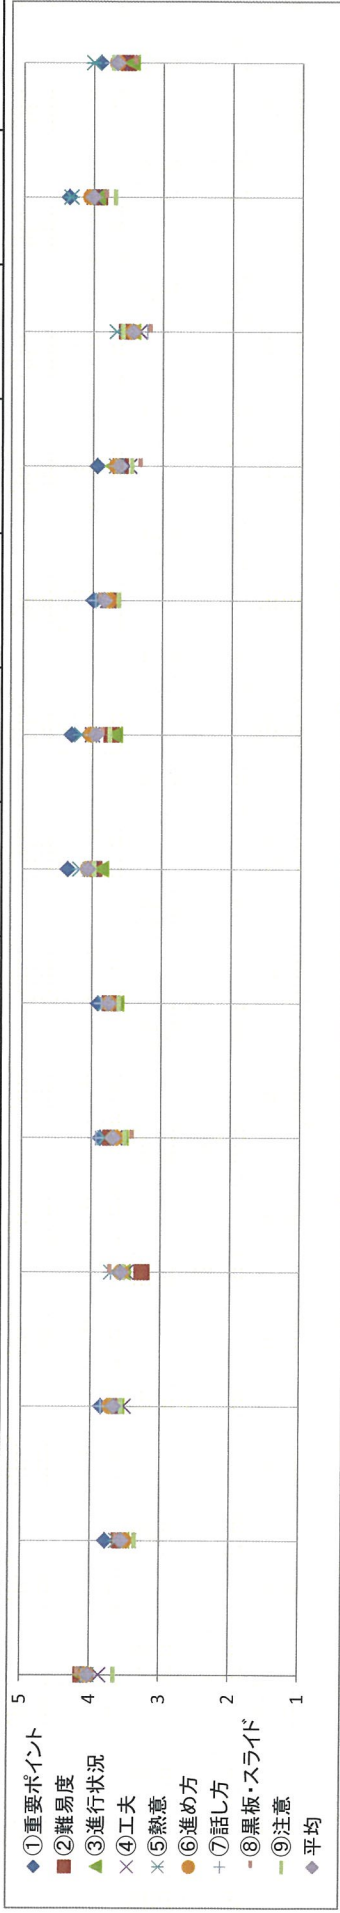 ①重要ポイント
②難易度
③進行状況
④工夫
⑤熱意
⑥進め方
⑦話し方
⑧黒板・スライド
⑨注意
平均
5
4
3
2
1